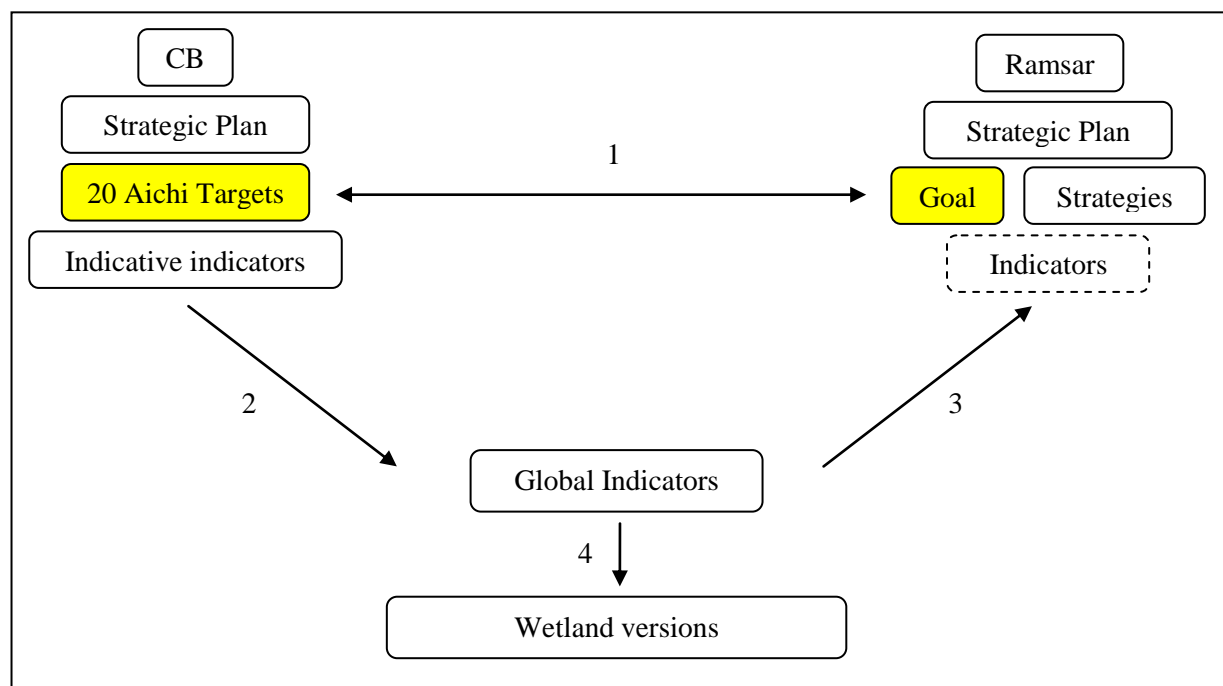 CB
Ramsar
Strategic Plan
Strategic Plan
1
20 Aichi Targets
Goal
Strategies
Indicative indicators
Indicators
2
3
Global Indicators
4
Wetland versions